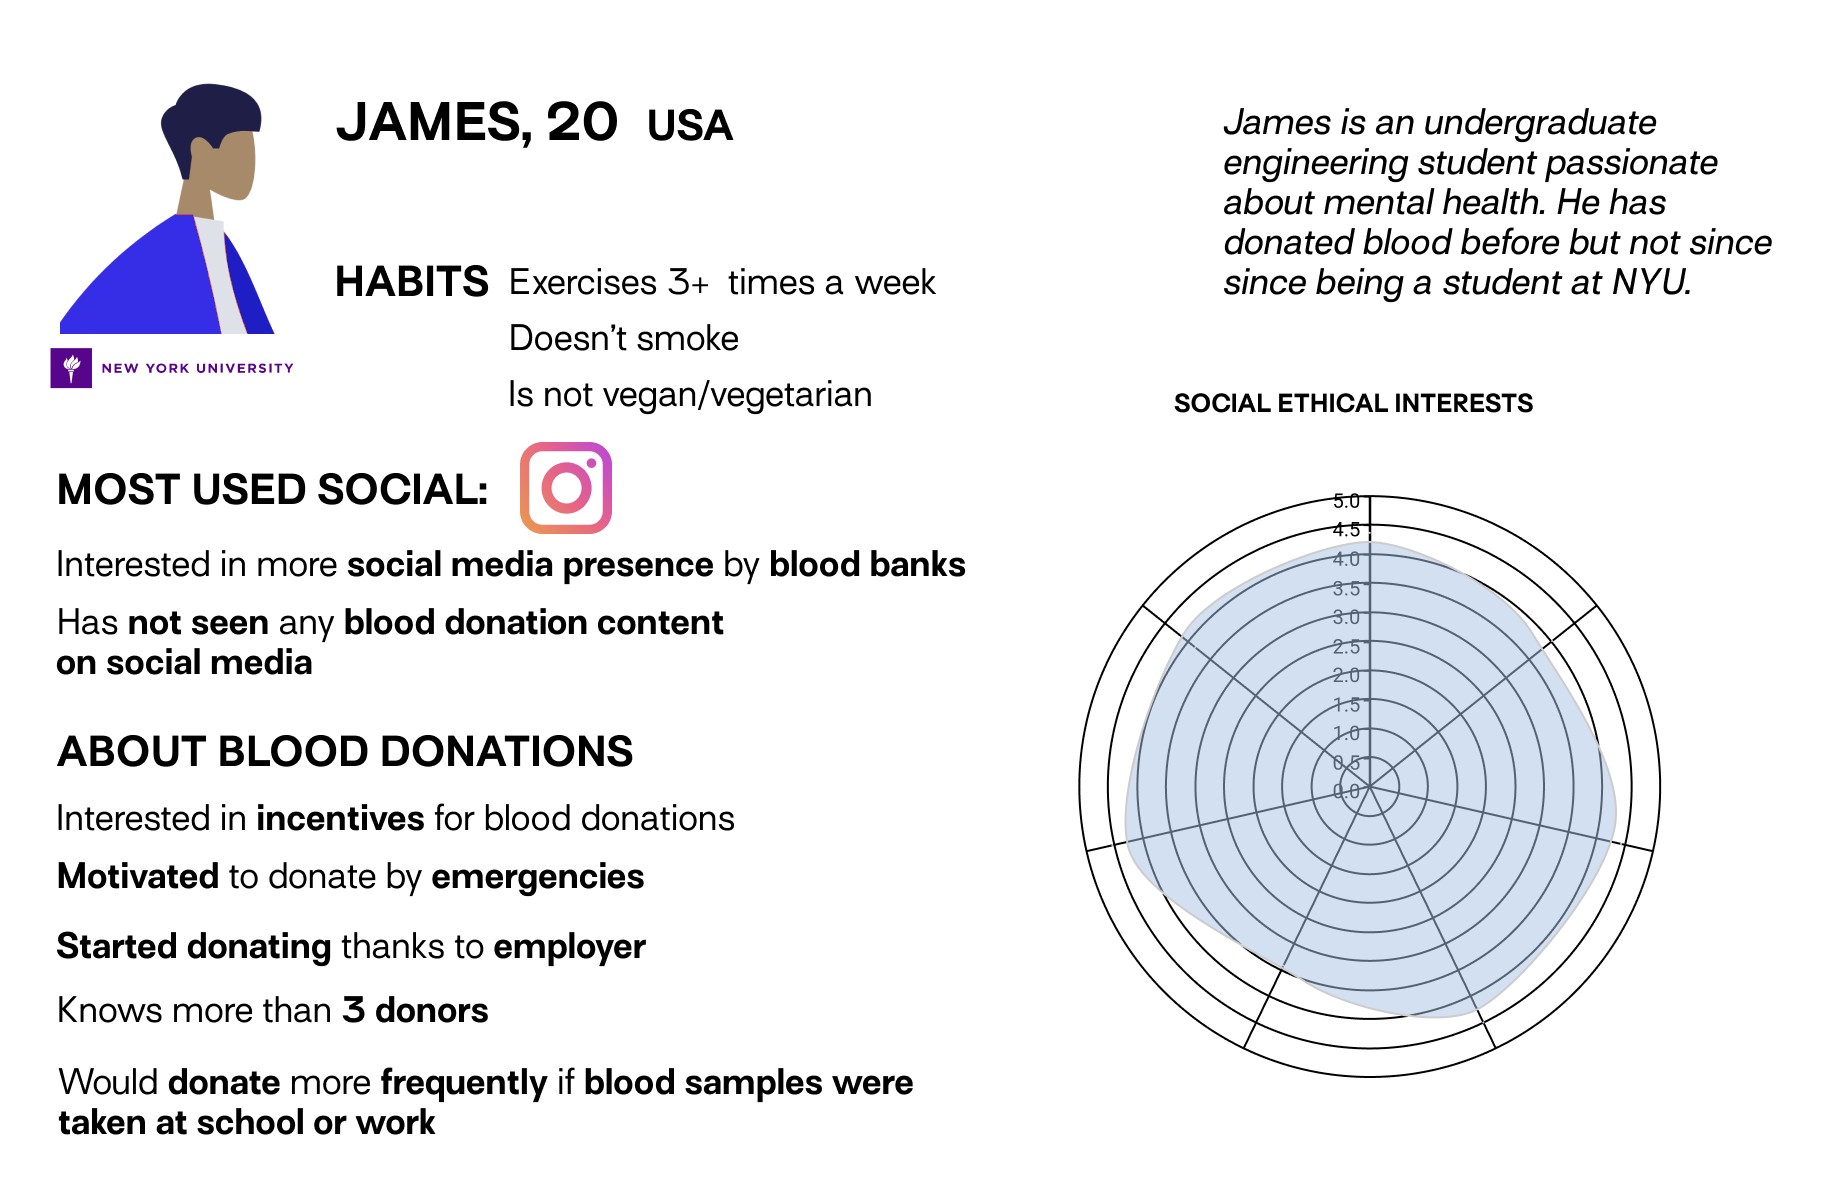 JAMES, 20 USA
James is an undergraduate
engineering student passionate
about mental health. He has
donated blood before but not since
since being a student at NYU.
HABITS Exercises 3+ times a week
Doesn't smoke
Is not vegan/vegetarian
NEW YORK UNIVERSITY
MOST USED SOCIAL:
Interested in more social media presence by blood banks
Has not seen any blood donation content
on social media
ABOUT BLOOD DONATIONS
Interested in incentives for blood donations
Motivated to donate by emergencies
Started donating thanks to employer
Knows more than 3 donors
Would donate more frequently if blood samples were
taken at school or work
SOCIAL ETHICAL INTERESTS
5.0
4.5
4.0
3.5
3.0
2.5
2.0
1.5
1.0
0.5
0.0